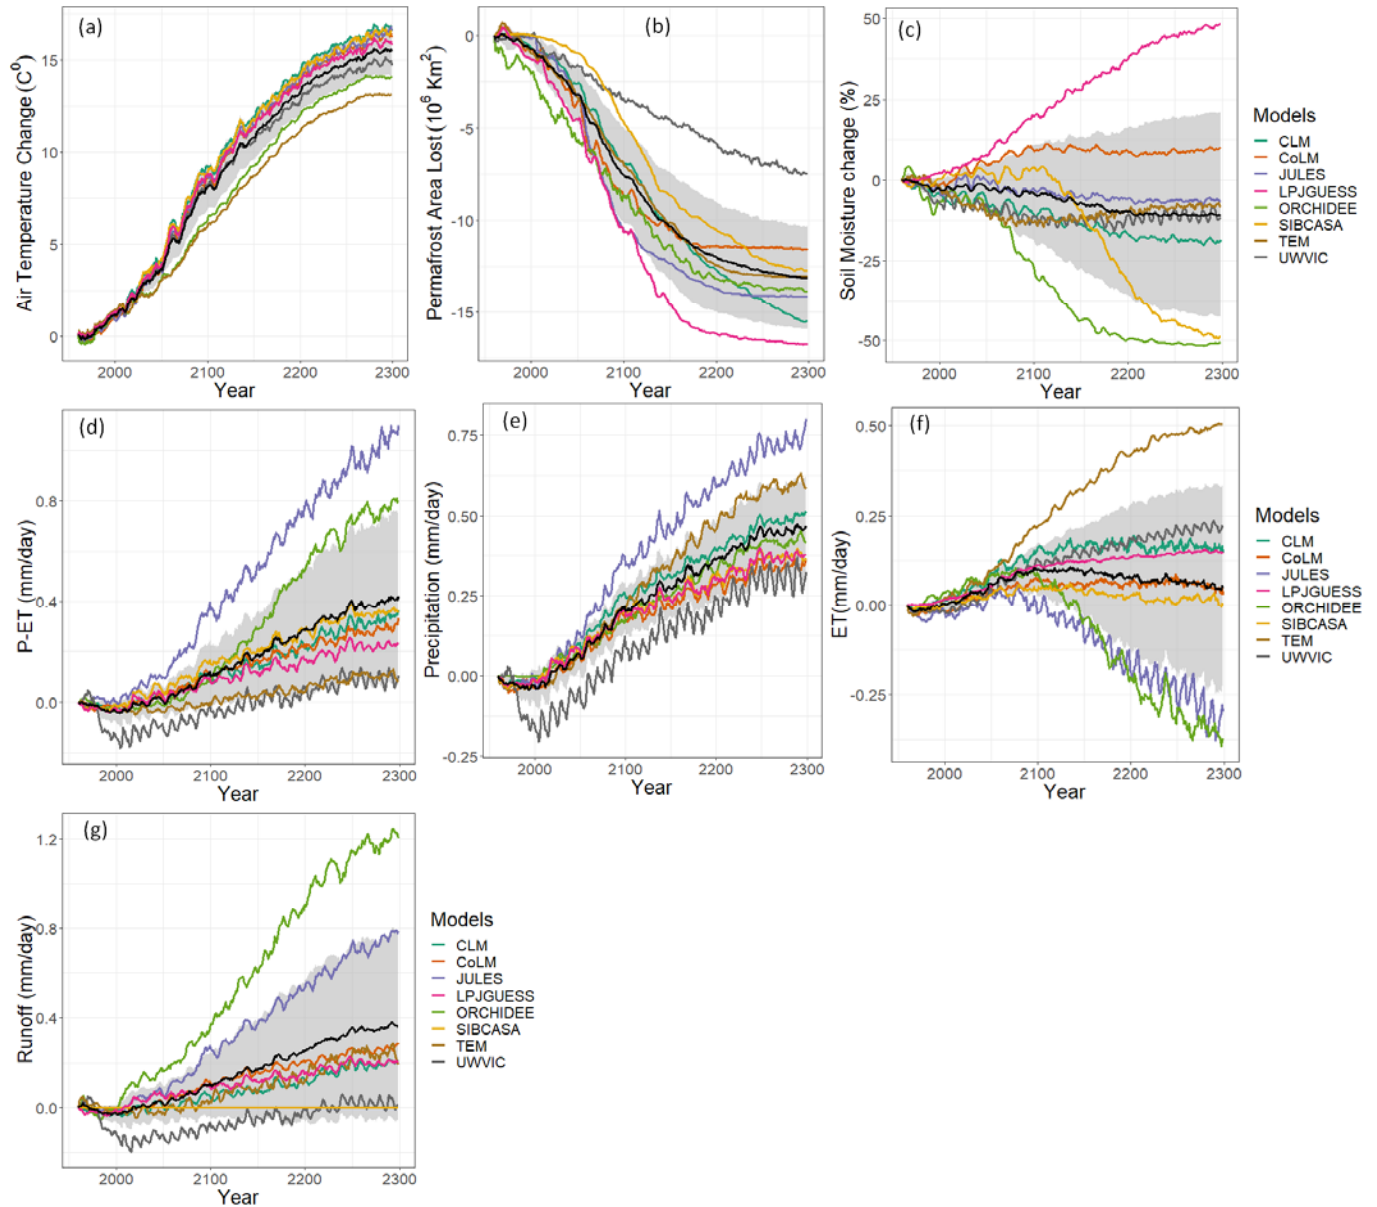 (a)
Air Temperature Change (C⁰)
15
10
5
0
2000 2100 2200 2300
Year
(b)
Permafrost Area Lost (10⁶ Km²)
0
-5
-10
-15
2000 2100 2200 2300
Year
(c)
Soil Moisture change (%)
50
25
0
-25
-50
2000 2100 2200 2300
Year
Models
CLM
CoLM
JULES
LPJGUESS
ORCHIDEE
SIBCASA
TEM
UWVIC
(d)
P-ET (mm/day)
0.8
0.4
0.0
2000 2100 2200 2300
Year
(e)
Precipitation (mm/day)
0.75
0.50
0.25
0.00
-0.25
2000 2100 2200 2300
Year
(f)
ET(mm/day)
0.50
0.25
0.00
-0.25
2000 2100 2200 2300
Year
Models
CLM
CoLM
JULES
LPJGUESS
ORCHIDEE
SIBCASA
TEM
UWVIC
(g)
Runoff (mm/day)
1.2
0.8
0.4
0.0
2000 2100 2200 2300
Year
Models
CLM
CoLM
JULES
LPJGUESS
ORCHIDEE
SIBCASA
TEM
UWVIC